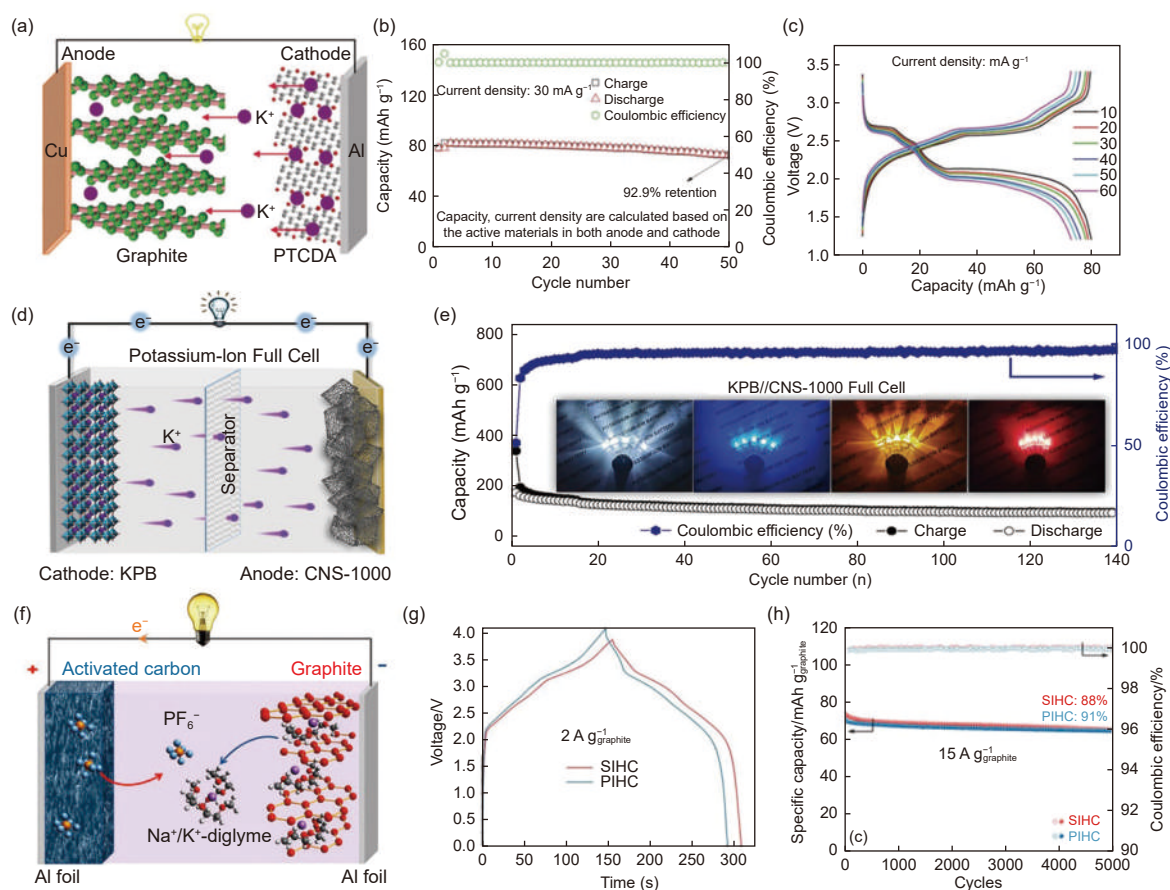 (a)
Anode
Cathode
K⁺
Cu
Al
K⁺
Graphite
PTCDA
(b)
160
120
80
40
0
Capacity (mAh g⁻¹)
Current density: 30 mA g⁻¹
Charge
Discharge
Coulombic efficiency
92.9% retention
Capacity, current density are calculated based on
the active materials in both anode and cathode
0
10
20
30
40
50
Cycle number
100
80
60
40
20
0
Coulombic efficiency (%)
(c)
Current density: mA g⁻¹
3.5
3.0
2.5
2.0
1.5
1.0
Voltage (V)
10
20
30
40
50
60
0
20
40
60
80
Capacity (mAh g⁻¹)
(d)
e⁻
e⁻
e⁻
e⁻
Potassium-Ion Full Cell
K⁺
Separator
Cathode: KPB
Anode: CNS-1000
(e)
800
600
400
200
0
Capacity (mAh g⁻¹)
KPB//CNS-1000 Full Cell
Coulombic efficiency (%)
Charge
Discharge
0
20
40
60
80
100
120
140
Cycle number (n)
100
50
0
Coulombic efficiency (%)
(f)
e⁻
+
Activated carbon
Graphite
–
PF₆⁻
Na⁺/K⁺-diglyme
Al foil
Al foil
(g)
4.0
3.5
3.0
2.5
2.0
1.5
1.0
0.5
0
Voltage/V
2 A g⁻¹graphite
SIHC
PIHC
0
50
100
150
200
250
300
Time (s)
(h)
120
100
80
60
40
20
0
Specific capacity/mAh g⁻¹graphite
SIHC: 88%
PIHC: 91%
15 A g⁻¹graphite
(c)
SIHC
PIHC
0
1000
2000
3000
4000
5000
Cycles
100
98
96
94
92
90
Coulombic efficiency/%